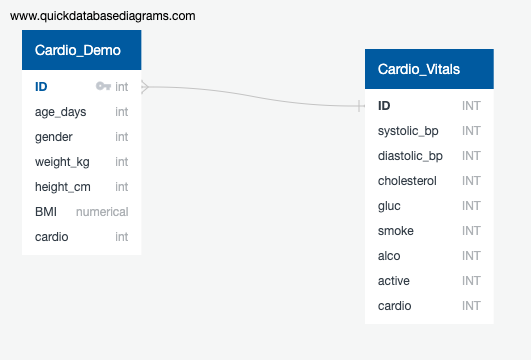 www.quickdatabasediagrams.com
Cardio_Demo
ID int
age_days int
gender int
weight_kg int
height_cm int
BMI numerical
cardio int
Cardio_Vitals
ID INT
systolic_bp INT
diastolic_bp INT
cholesterol INT
gluc INT
smoke INT
alco INT
active INT
cardio INT